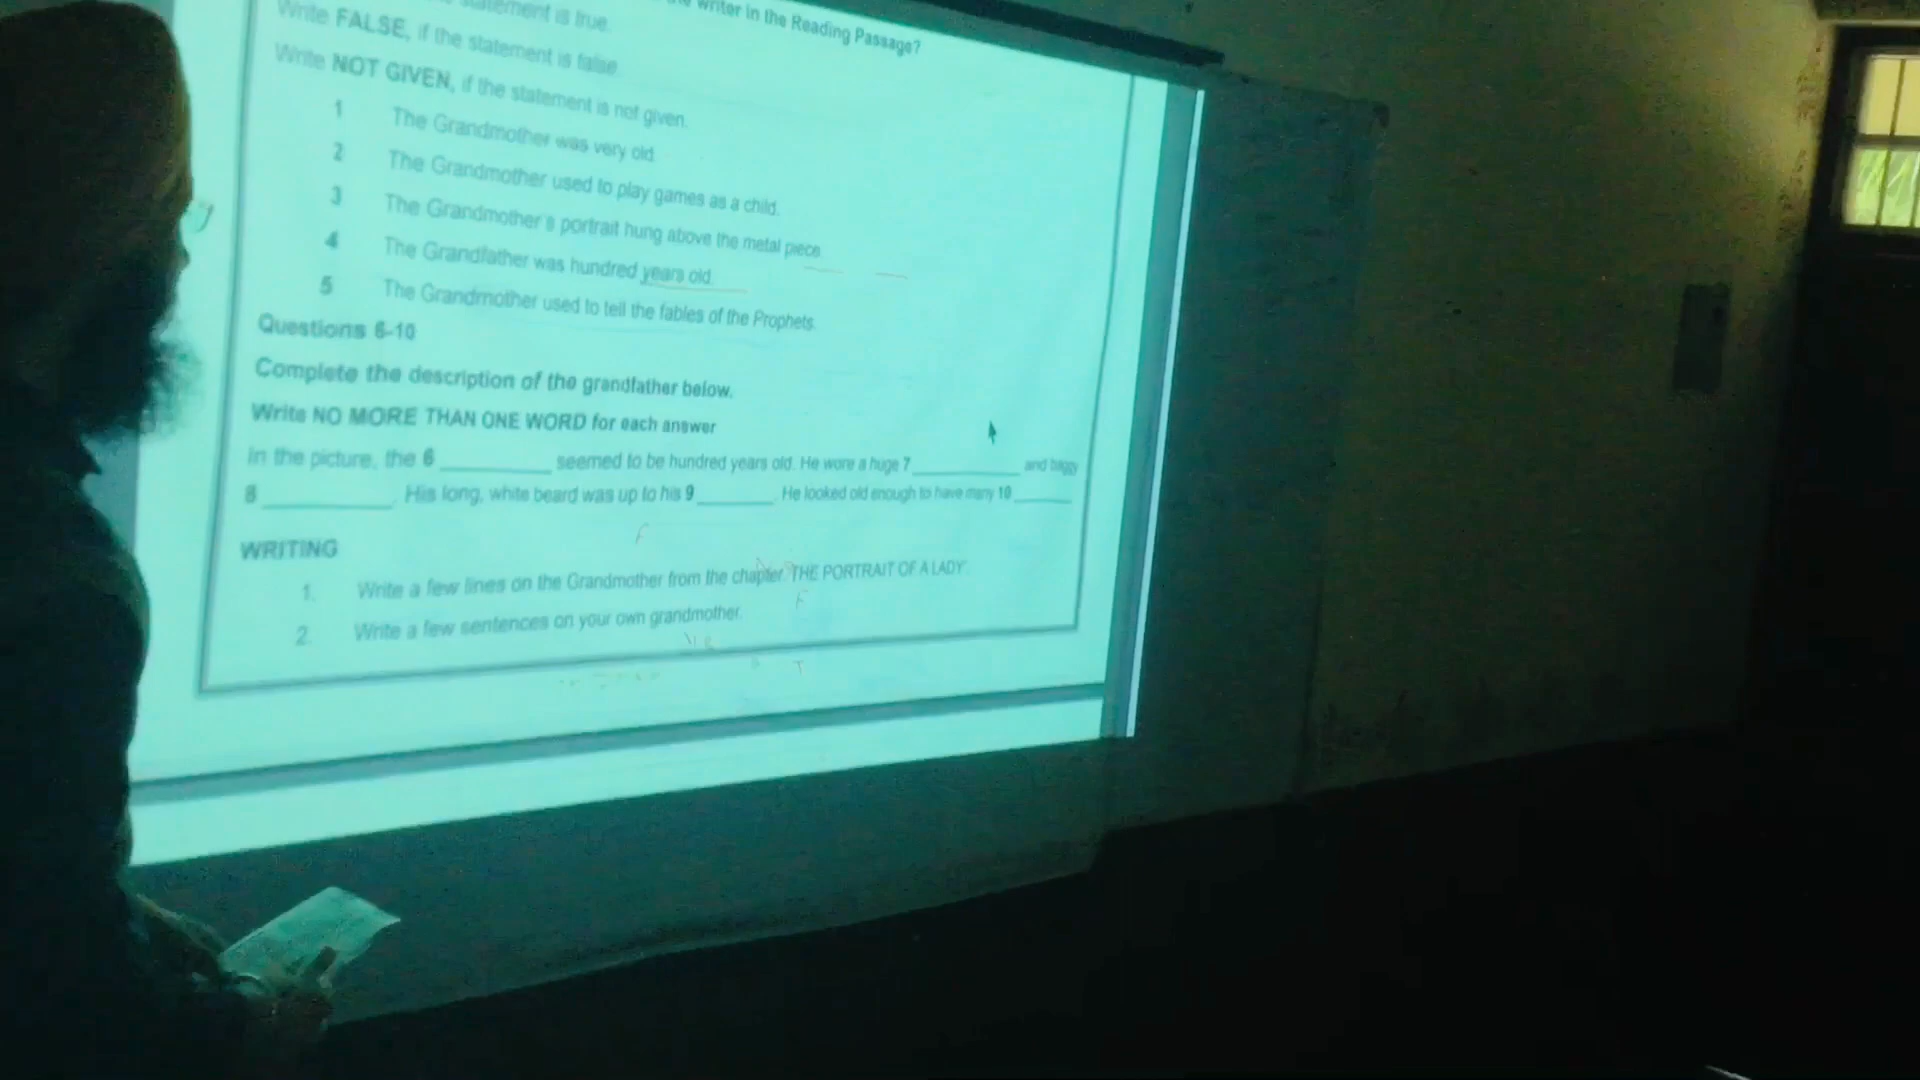 writer in the Reading Passage?
statement is true.
Write FALSE, if the statement is false
Write NOT GIVEN, if the statement is not given.
1 The Grandmother was very old
2 The Grandmother used to play games as a child.
3 The Grandmother's portrait hung above the metal piece
4 The Grandfather was hundred years old
5 The Grandmother used to tell the fables of the Prophets.
Questions 6-10
Complete the description of the grandfather below.
Write NO MORE THAN ONE WORD for each answer
In the picture, the 6 __________ seemed to be hundred years old. He wore a huge 7 __________ and baggy
8 __________. His long, white beard was up to his 9 ________. He looked old enough to have many 10 ______
F
WRITING
1. Write a few lines on the Grandmother from the chapter 'THE PORTRAIT OF A LADY'.
F
2. Write a few sentences on your own grandmother.
T